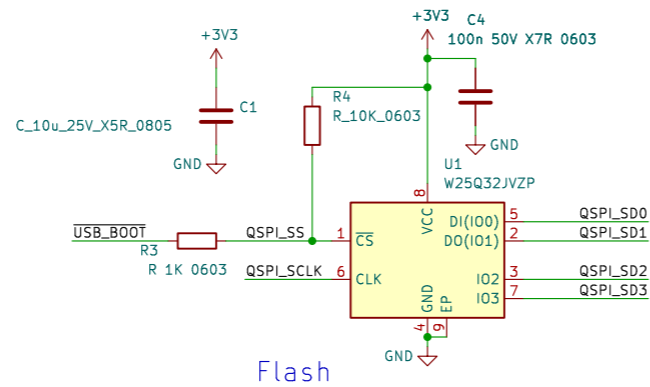 +3V3
C4
100n 50V X7R 0603
+3V3
C1
C_10u_25V_X5R_0805
GND
R4
R_10K_0603
GND
U1
W25Q32JVZP
8
VCC
USB_BOOT
R3
R 1K 0603
QSPI_SS
1
CS
QSPI_SCLK
6
CLK
DI(IO0)
5
QSPI_SD0
DO(IO1)
2
QSPI_SD1
IO2
3
QSPI_SD2
IO3
7
QSPI_SD3
GND
EP
4
9
GND
Flash